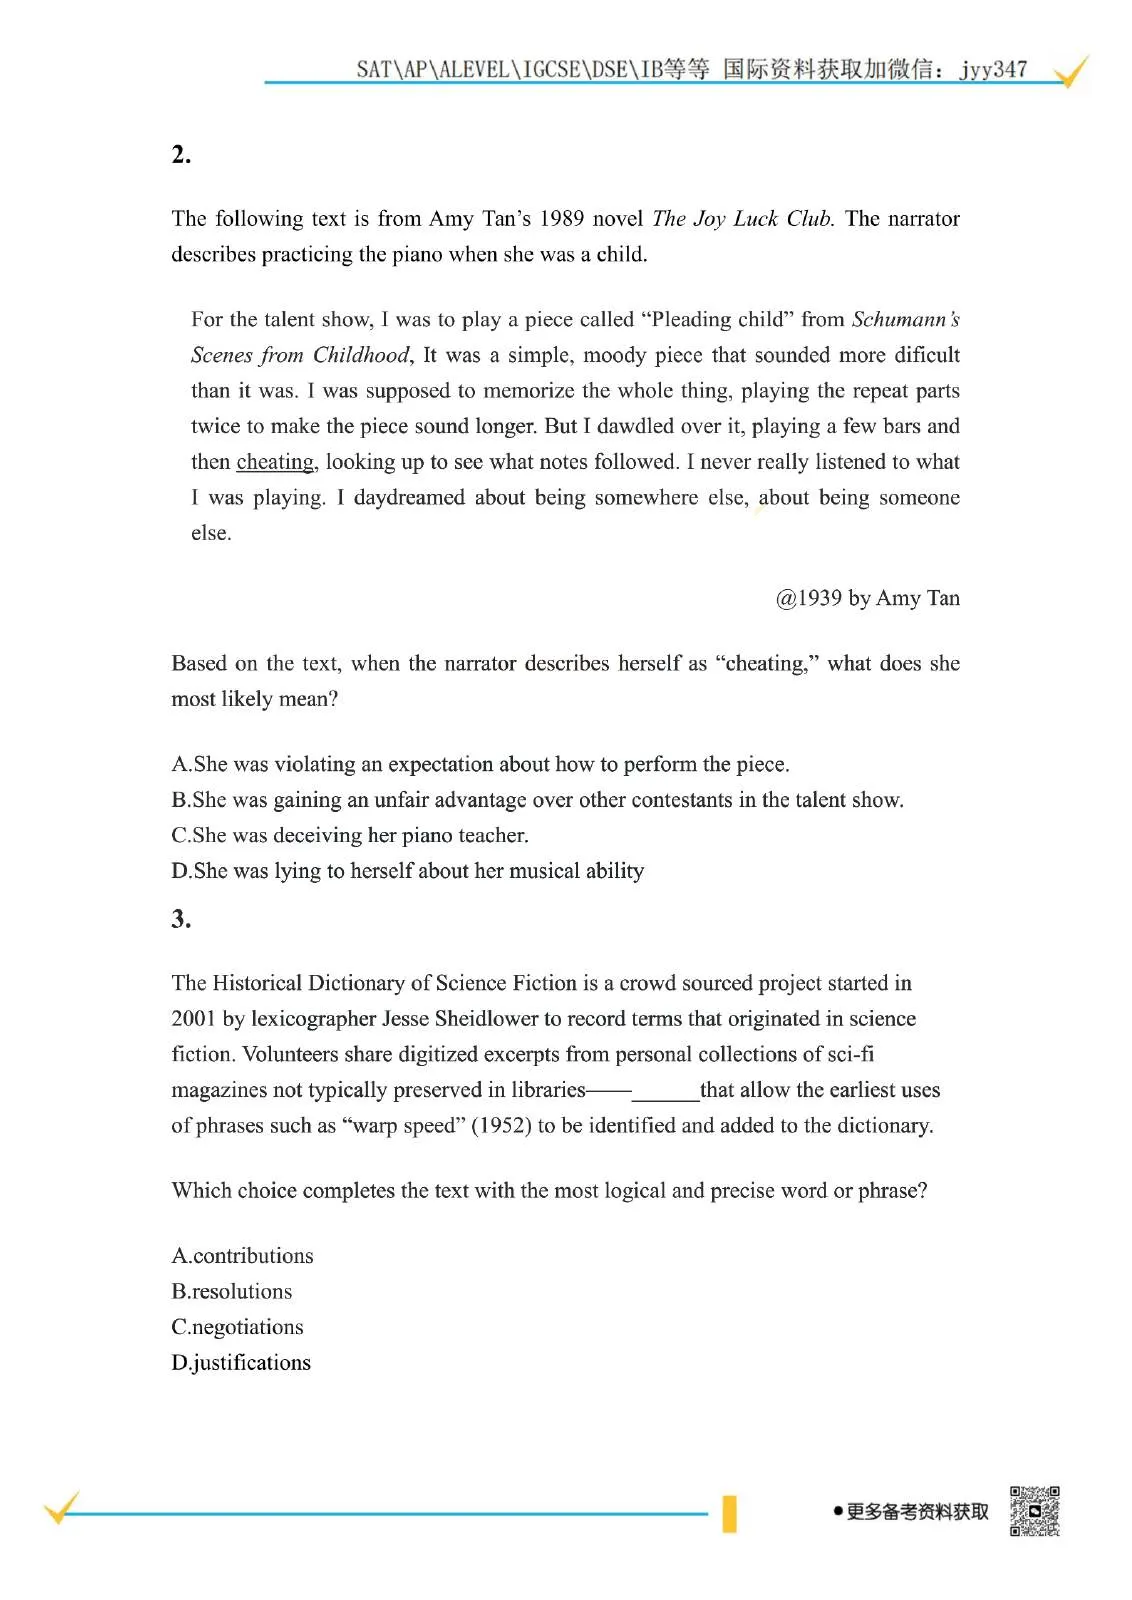 SAT\AP\ALEVEL\IGCSE\DSE\IB等等 国际资料获取加微信：jyy347
2.
The following text is from Amy Tan’s 1989 novel The Joy Luck Club. The narrator
describes practicing the piano when she was a child.
For the talent show, I was to play a piece called “Pleading child” from Schumann’s
Scenes from Childhood, It was a simple, moody piece that sounded more dificult
than it was. I was supposed to memorize the whole thing, playing the repeat parts
twice to make the piece sound longer. But I dawdled over it, playing a few bars and
then cheating, looking up to see what notes followed. I never really listened to what
I was playing. I daydreamed about being somewhere else, about being someone
else.
@1939 by Amy Tan
Based on the text, when the narrator describes herself as “cheating,” what does she
most likely mean?
A.She was violating an expectation about how to perform the piece.
B.She was gaining an unfair advantage over other contestants in the talent show.
C.She was deceiving her piano teacher.
D.She was lying to herself about her musical ability
3.
The Historical Dictionary of Science Fiction is a crowd sourced project started in
2001 by lexicographer Jesse Sheidlower to record terms that originated in science
fiction. Volunteers share digitized excerpts from personal collections of sci-fi
magazines not typically preserved in libraries——______that allow the earliest uses
of phrases such as “warp speed” (1952) to be identified and added to the dictionary.
Which choice completes the text with the most logical and precise word or phrase?
A.contributions
B.resolutions
C.negotiations
D.justifications
●更多备考资料获取